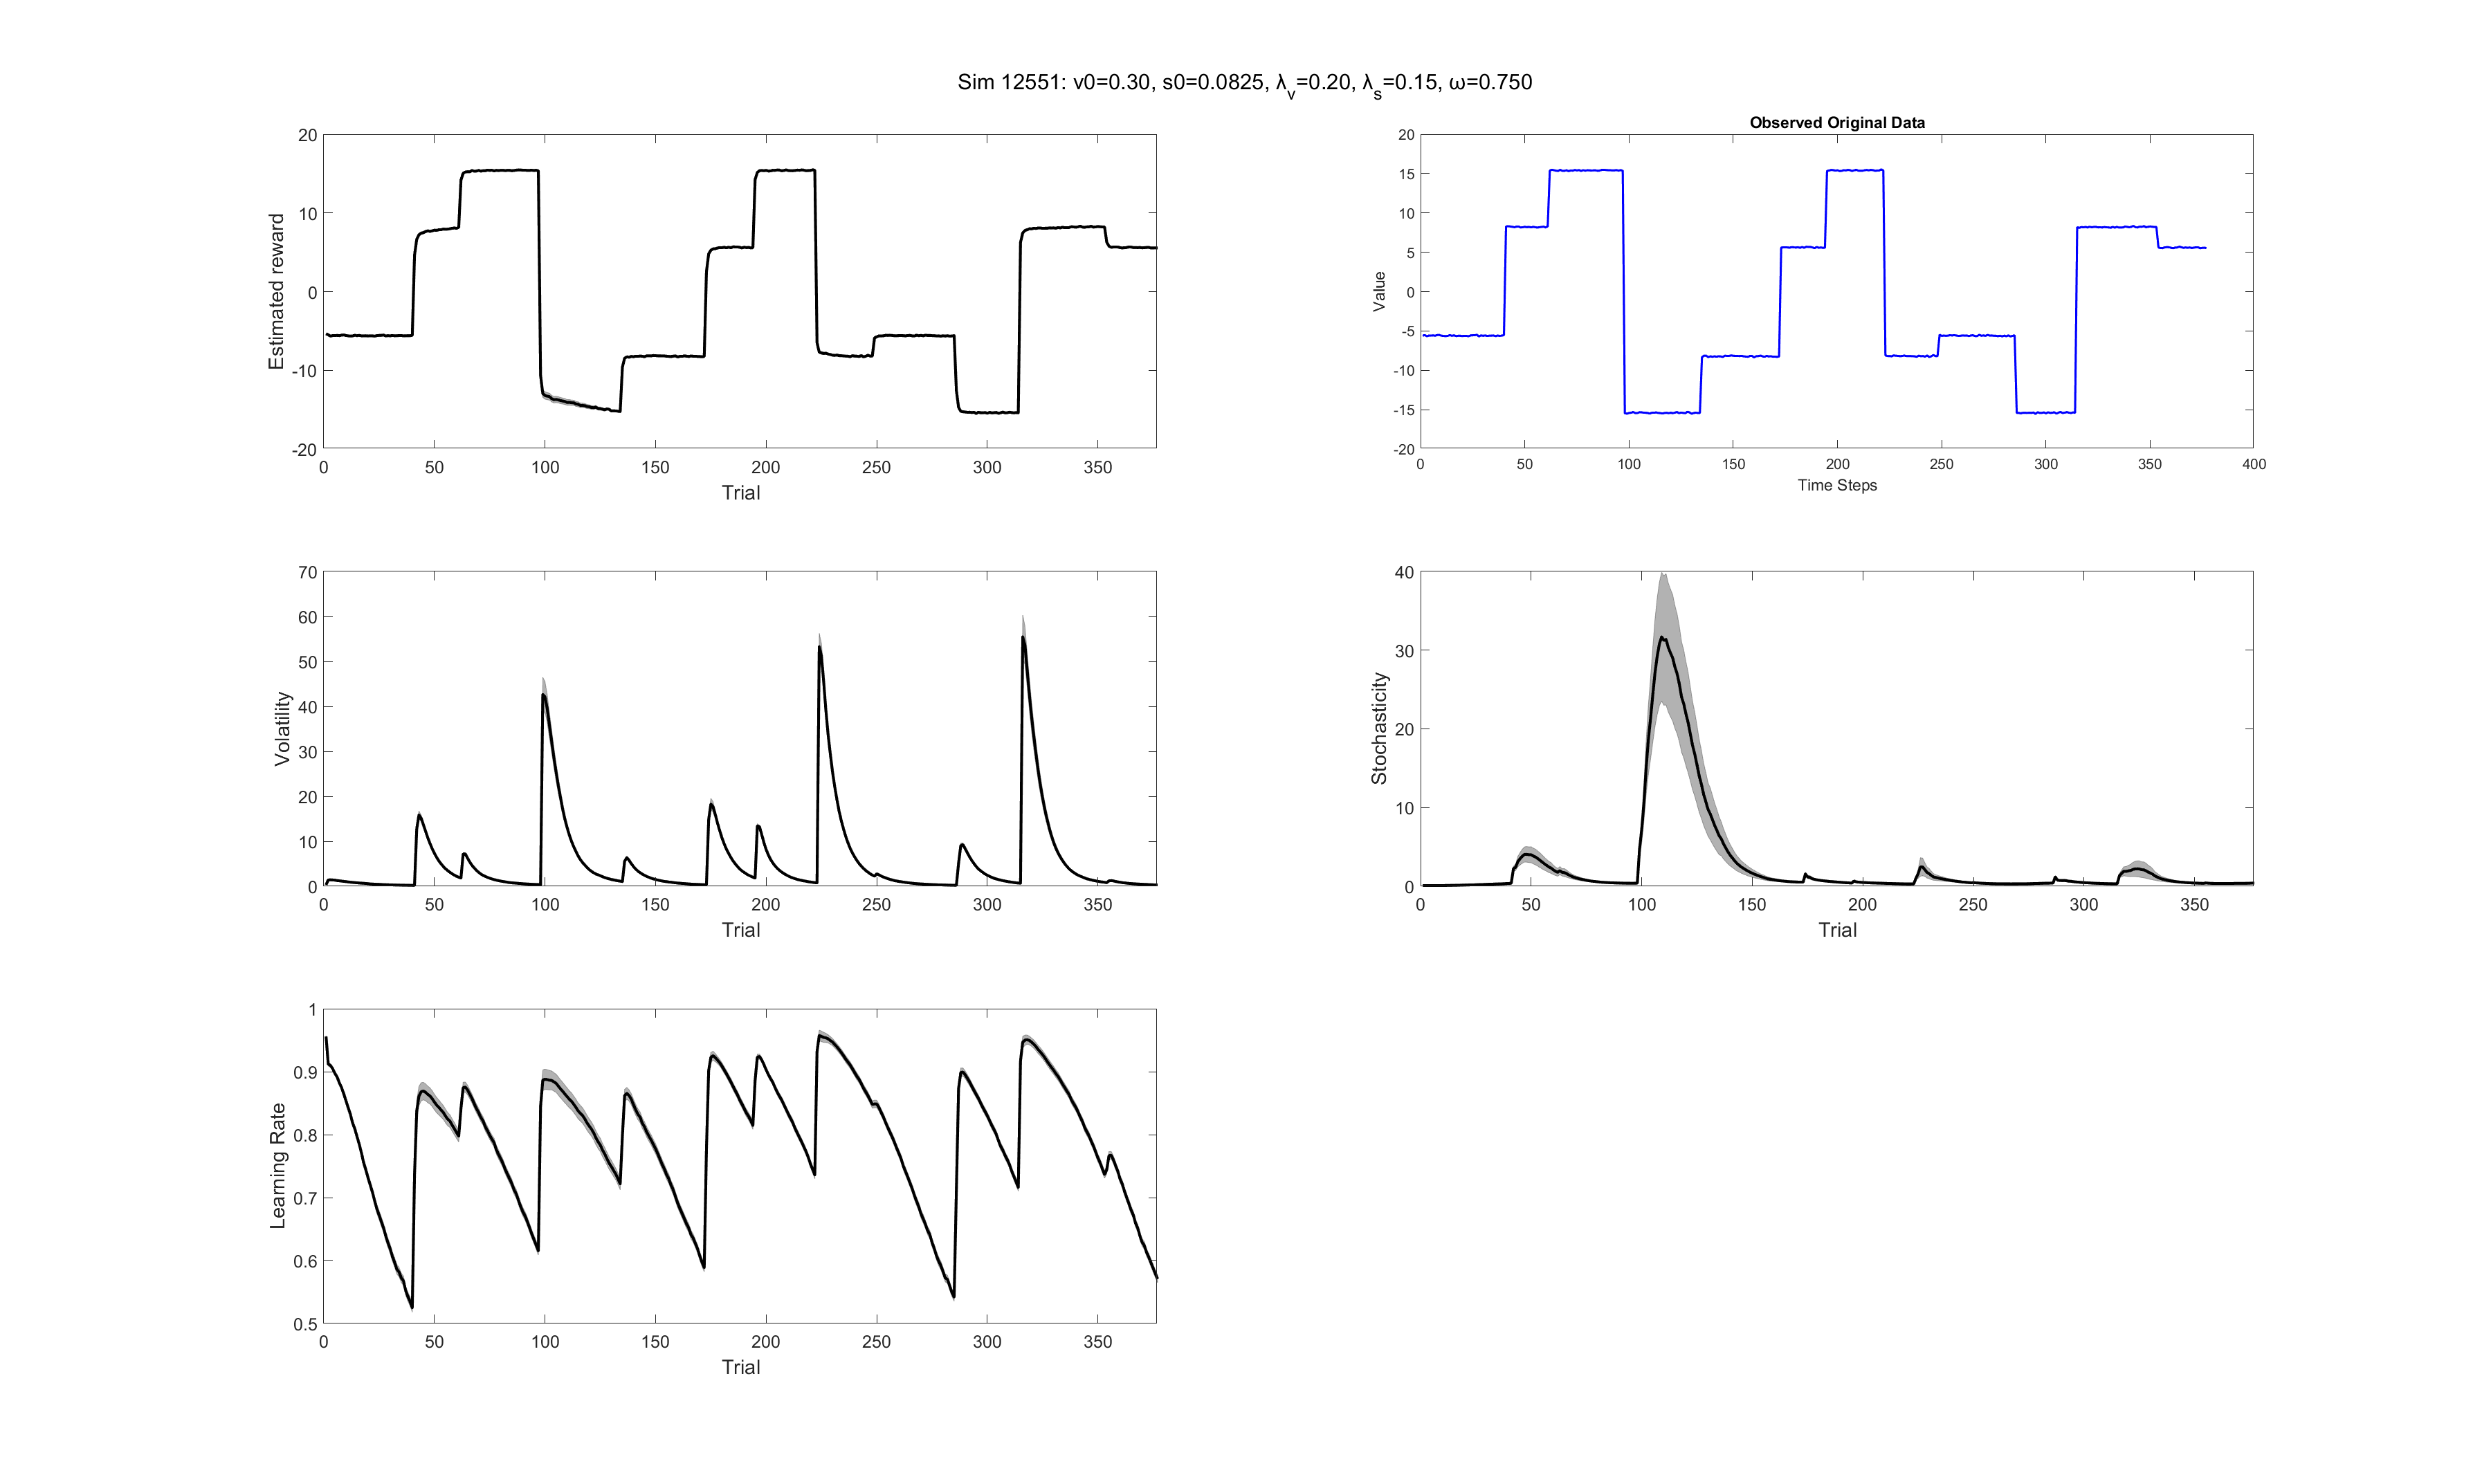 Sim 12551: v0=0.30, s0=0.0825, λv=0.20, λs=0.15, ω=0.750
20
10
0
-10
-20
Estimated reward
0 50 100 150 200 250 300 350
Trial
Observed Original Data
20
15
10
5
0
-5
-10
-15
-20
Value
0 50 100 150 200 250 300 350 400
Time Steps
70
60
50
40
30
20
10
0
Volatility
0 50 100 150 200 250 300 350
Trial
40
30
20
10
0
Stochasticity
0 50 100 150 200 250 300 350
Trial
1
0.9
0.8
0.7
0.6
0.5
Learning Rate
0 50 100 150 200 250 300 350
Trial